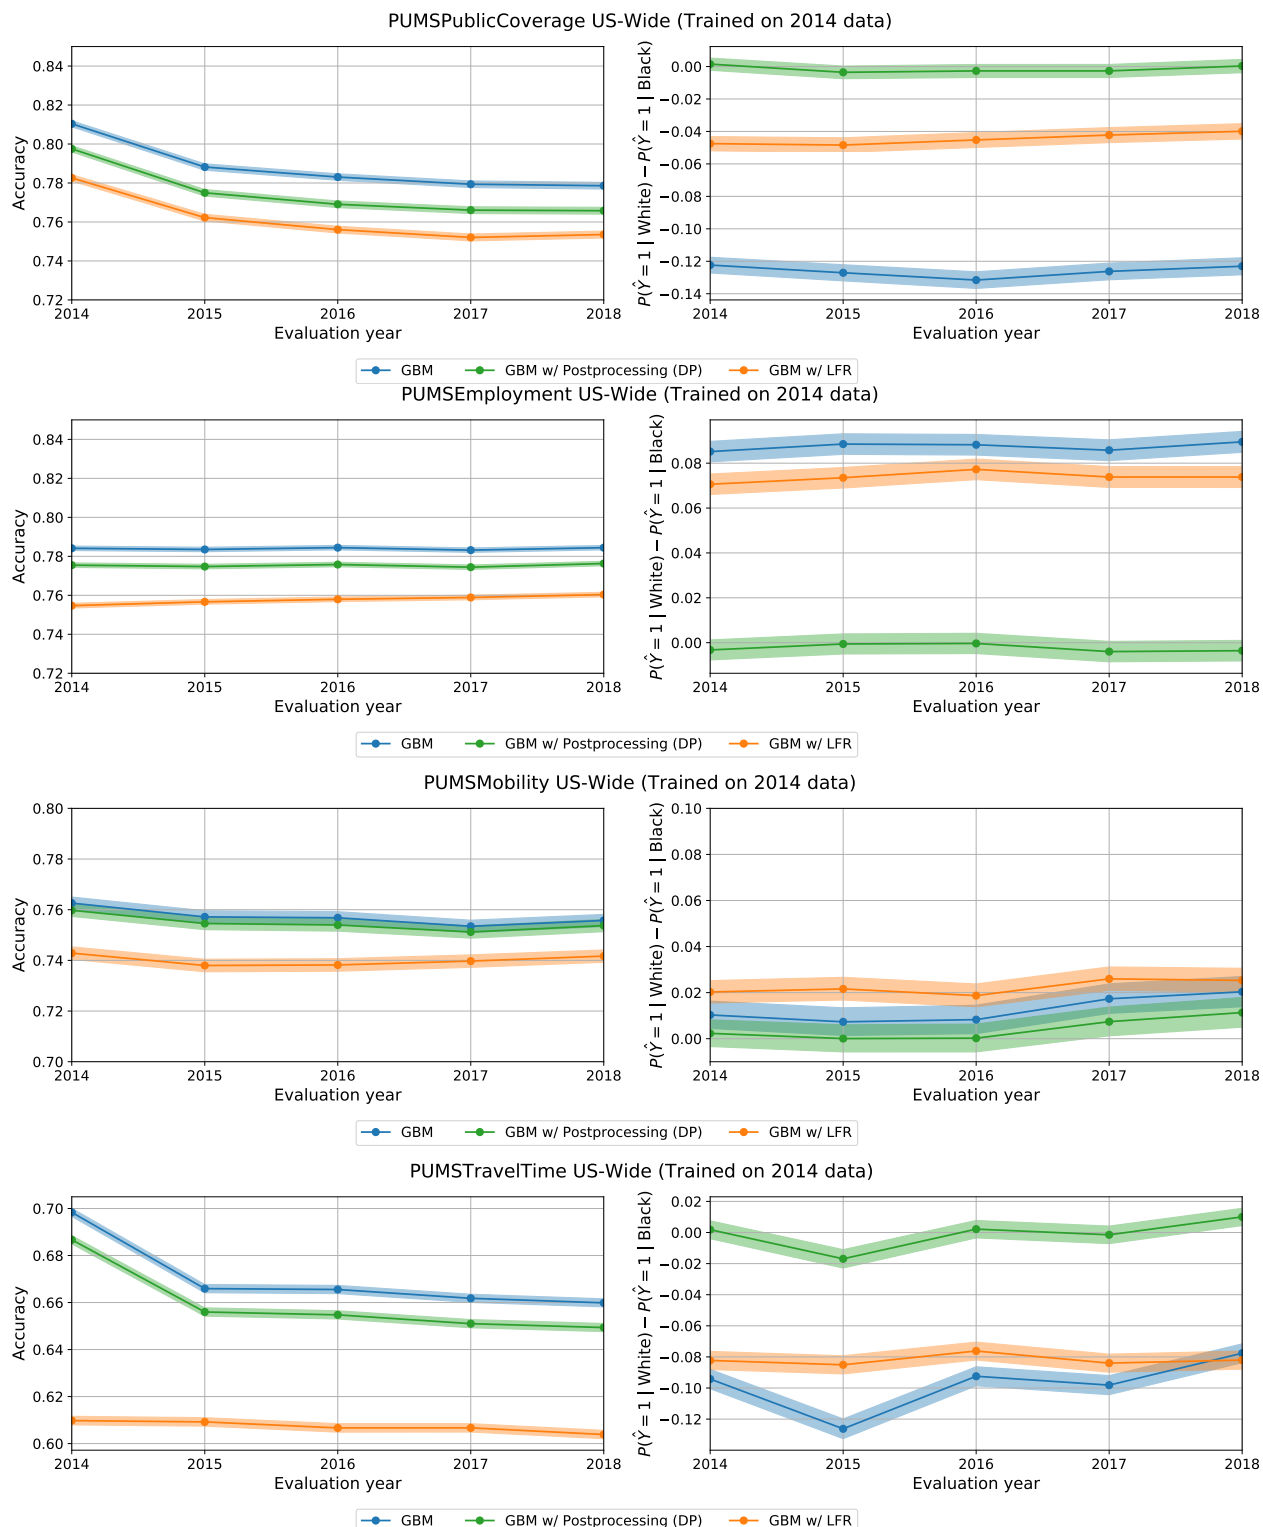 PUMSPublicCoverage US-Wide (Trained on 2014 data)
Accuracy
0.84
0.82
0.80
0.78
0.76
0.74
0.72
2014 2015 2016 2017 2018
Evaluation year
P(Ŷ = 1 | White) − P(Ŷ = 1 | Black)
0.00
−0.02
−0.04
−0.06
−0.08
−0.10
−0.12
−0.14
2014 2015 2016 2017 2018
Evaluation year
GBM GBM w/ Postprocessing (DP) GBM w/ LFR
PUMSEmployment US-Wide (Trained on 2014 data)
Accuracy
0.84
0.82
0.80
0.78
0.76
0.74
0.72
2014 2015 2016 2017 2018
Evaluation year
P(Ŷ = 1 | White) − P(Ŷ = 1 | Black)
0.08
0.06
0.04
0.02
0.00
2014 2015 2016 2017 2018
Evaluation year
GBM GBM w/ Postprocessing (DP) GBM w/ LFR
PUMSMobility US-Wide (Trained on 2014 data)
Accuracy
0.80
0.78
0.76
0.74
0.72
0.70
2014 2015 2016 2017 2018
Evaluation year
P(Ŷ = 1 | White) − P(Ŷ = 1 | Black)
0.10
0.08
0.06
0.04
0.02
0.00
2014 2015 2016 2017 2018
Evaluation year
GBM GBM w/ Postprocessing (DP) GBM w/ LFR
PUMSTravelTime US-Wide (Trained on 2014 data)
Accuracy
0.70
0.68
0.66
0.64
0.62
0.60
2014 2015 2016 2017 2018
Evaluation year
P(Ŷ = 1 | White) − P(Ŷ = 1 | Black)
0.02
0.00
−0.02
−0.04
−0.06
−0.08
−0.10
−0.12
2014 2015 2016 2017 2018
Evaluation year
GBM GBM w/ Postprocessing (DP) GBM w/ LFR